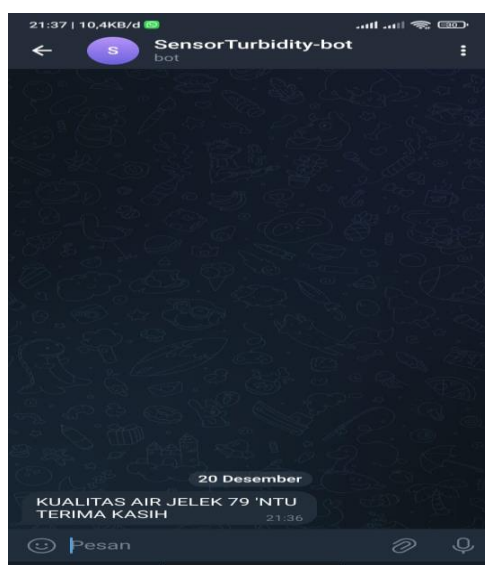 21:37 | 10,4KB/d
30
S
SensorTurbidity-bot
bot
20 Desember
KUALITAS AIR JELEK 79 'NTU
TERIMA KASIH
21:36
Pesan